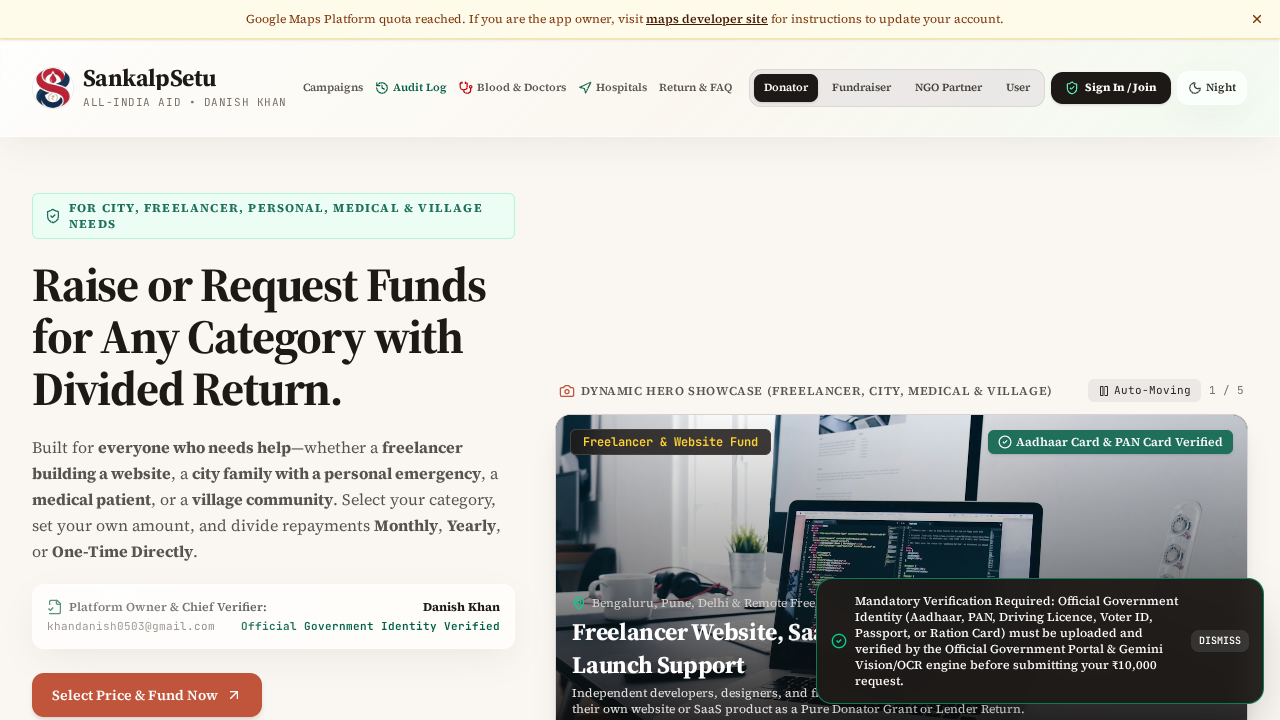 Google Maps Platform quota reached. If you are the app owner, visit maps developer site for instructions to update your account.
SankalpSetu
ALL-INDIA AID • DANISH KHAN
Campaigns
Audit Log
Blood & Doctors
Hospitals
Return & FAQ
Donator
Fundraiser
NGO Partner
User
Sign In / Join
Night
FOR CITY, FREELANCER, PERSONAL, MEDICAL & VILLAGE
NEEDS
Raise or Request Funds
for Any Category with
Divided Return.
Built for everyone who needs help—whether a freelancer
building a website, a city family with a personal emergency, a
medical patient, or a village community. Select your category,
set your own amount, and divide repayments Monthly, Yearly,
or One-Time Directly.
Platform Owner & Chief Verifier:
Danish Khan
khandanish0503@gmail.com
Official Government Identity Verified
Select Price & Fund Now
DYNAMIC HERO SHOWCASE (FREELANCER, CITY, MEDICAL & VILLAGE)
Auto-Moving
1 / 5
Freelancer & Website Fund
Aadhaar Card & PAN Card Verified
Bengaluru, Pune, Delhi & Remote
Freelancer Website,
Launch Support
Independent developers, designers, and
their own website or SaaS product as a Pure Donator Grant or Lender Return.
Mandatory Verification Required: Official Government
Identity (Aadhaar, PAN, Driving Licence, Voter ID,
Passport, or Ration Card) must be uploaded and
verified by the Official Government Portal & Gemini
Vision/OCR engine before submitting your ₹10,000
request.
DISMISS